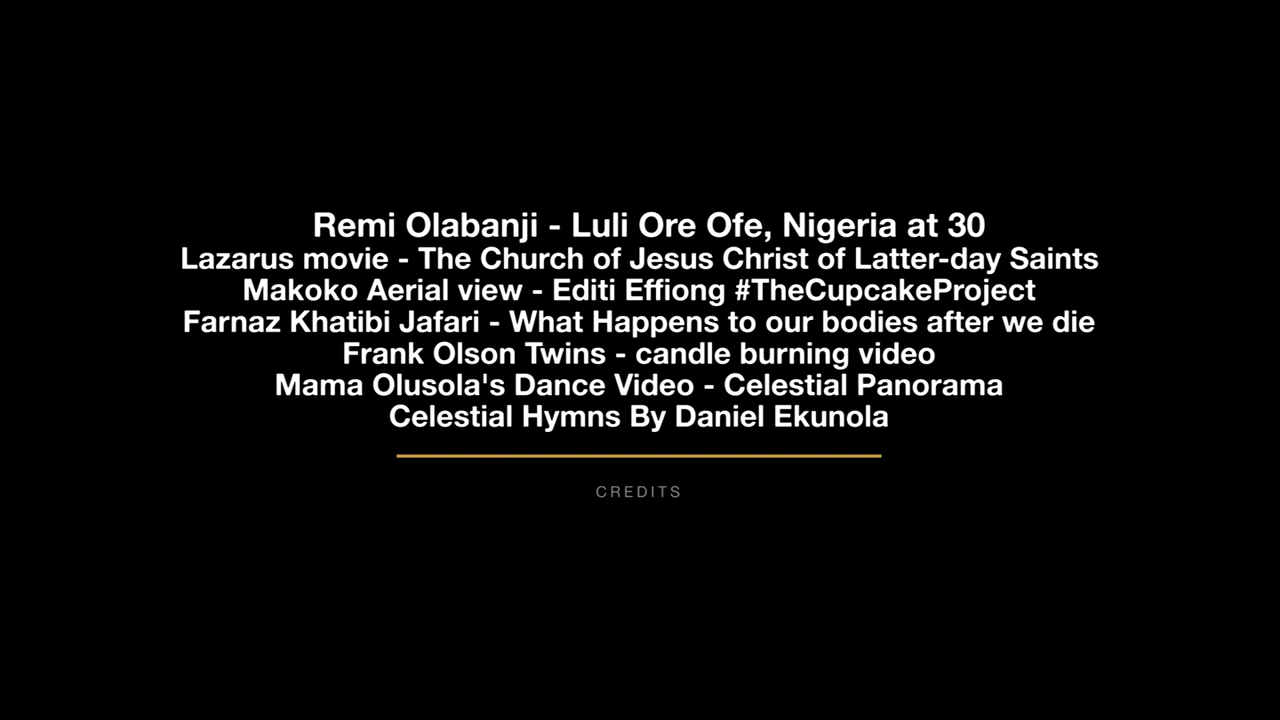 Remi Olabanji - Luli Ore Ofe, Nigeria at 30
Lazarus movie - The Church of Jesus Christ of Latter-day Saints
Makoko Aerial view - Editi Effiong #TheCupcakeProject
Farnaz Khatibi Jafari - What Happens to our bodies after we die
Frank Olson Twins - candle burning video
Mama Olusola's Dance Video - Celestial Panorama
Celestial Hymns By Daniel Ekunola
CREDITS